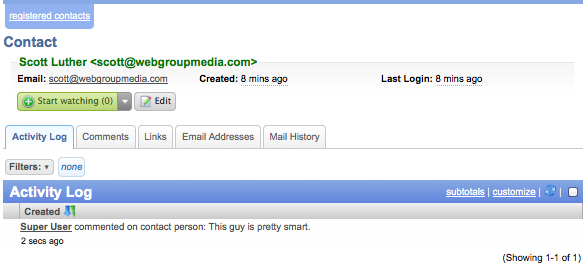 registered contacts
Contact
Scott Luther <scott@webgroupmedia.com>
Email: scott@webgroupmedia.com Created: 8 mins ago Last Login: 8 mins ago
Start watching (0) Edit
Activity Log Comments Links Email Addresses Mail History
Filters: none
Activity Log subtotals | customize | |
Created
Super User commented on contact person: This guy is pretty smart.
2 secs ago
(Showing 1-1 of 1)